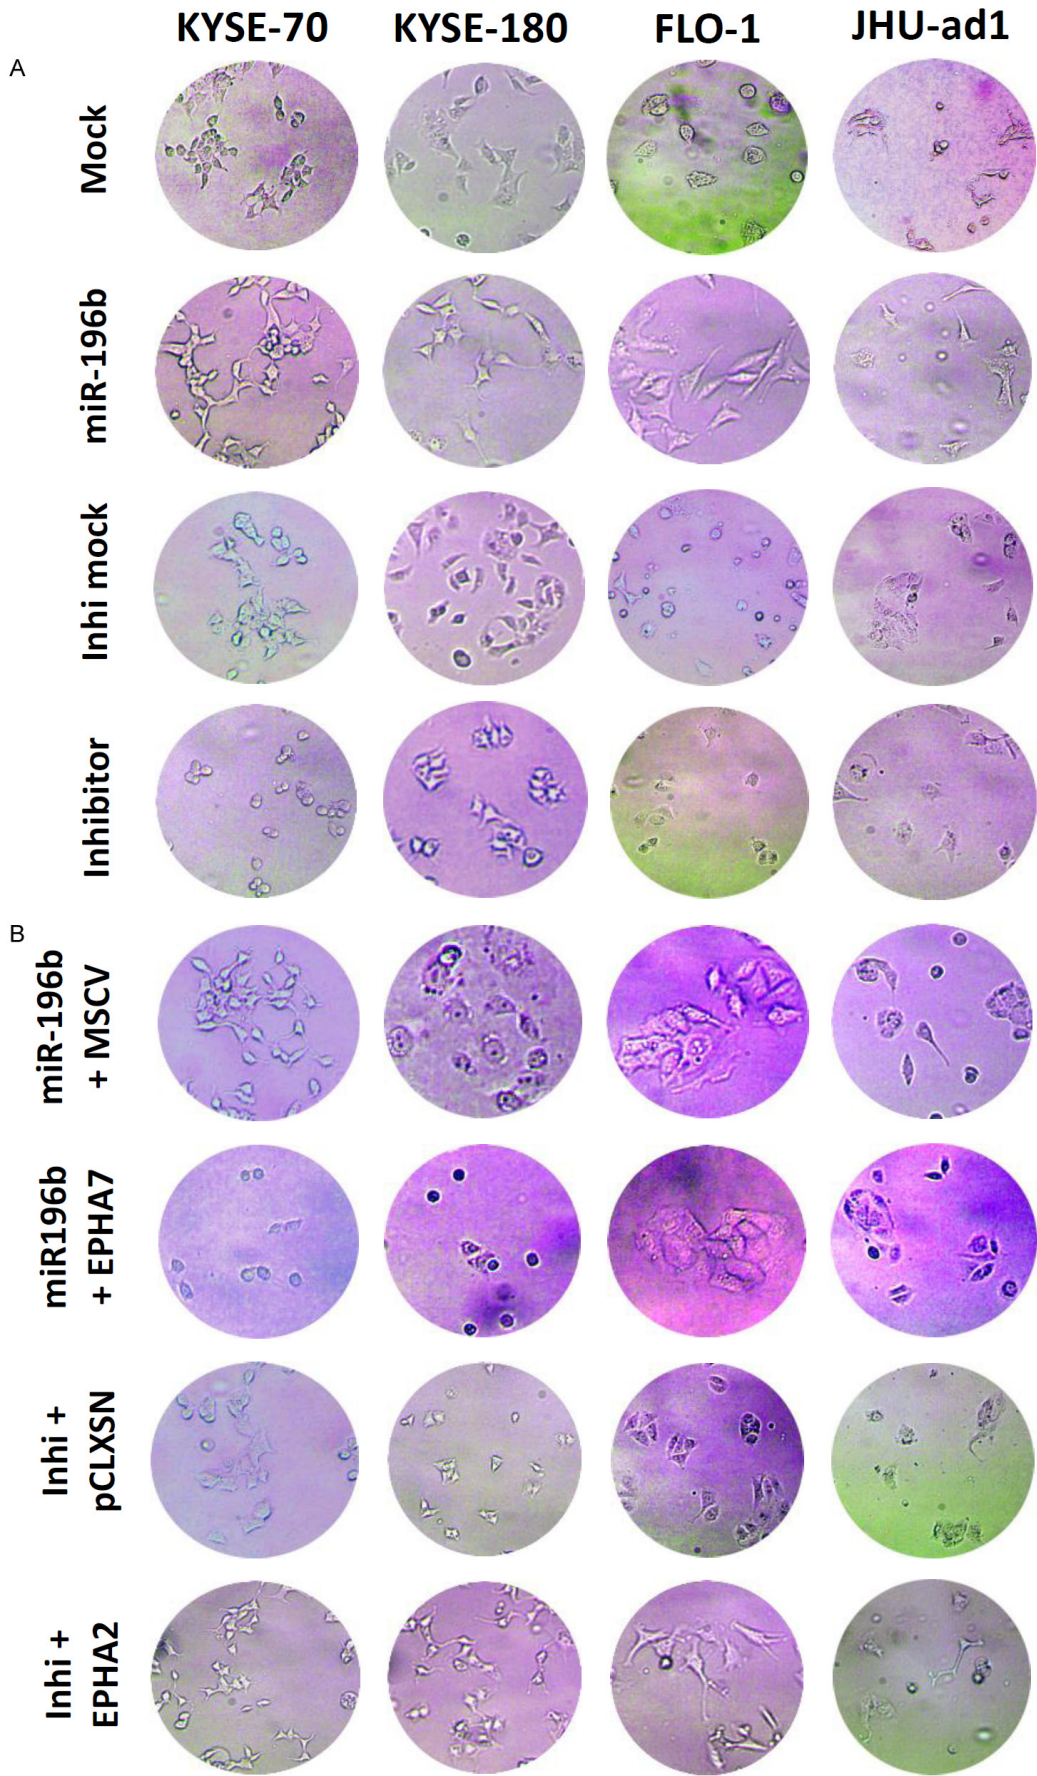 KYSE-70 KYSE-180 FLO-1 JHU-ad1
A
Mock
miR-196b
Inhi mock
Inhibitor
B
miR-196b
+ MSCV
miR196b
+ EPHA7
Inhi +
pCLXSN
Inhi +
EPHA2